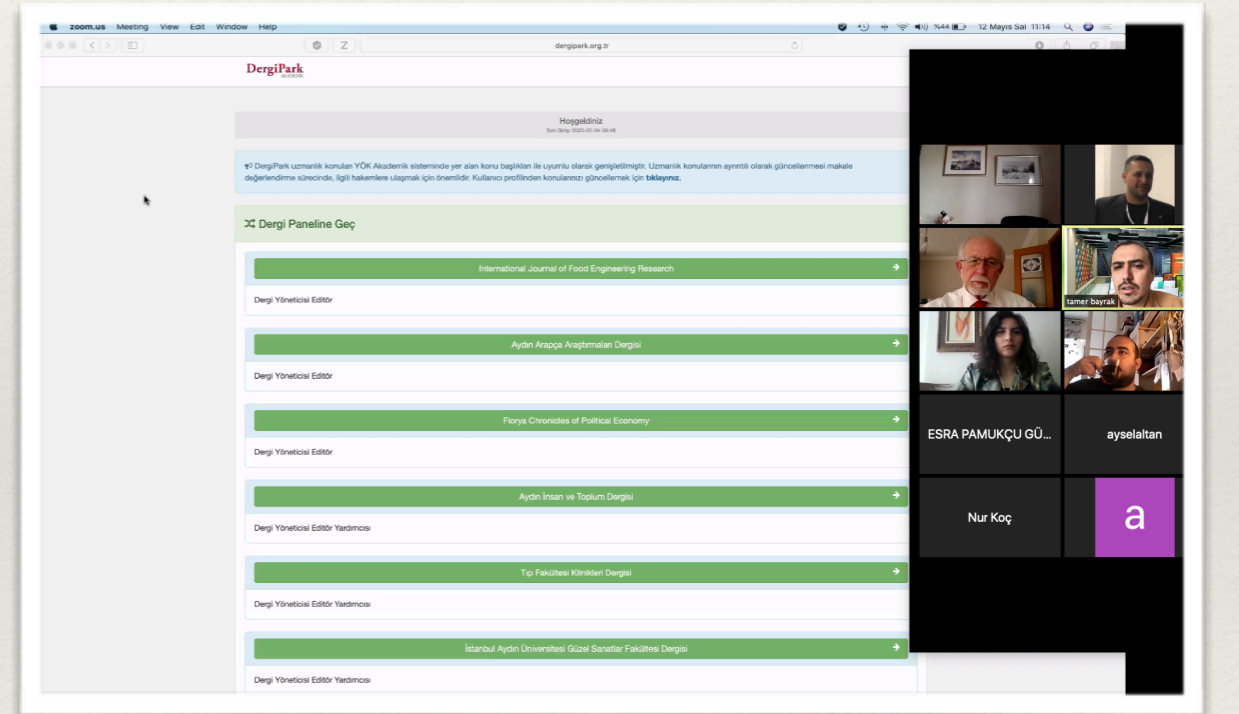 zoom.us Meeting View Edit Window Help
%44 12 Mayıs Sal 11:14
Z dergipark.org.tr
DergiPark
AKADEMİK
Hoşgeldiniz
DergiPark uzmanlık konuları YÖK Akademik sisteminde yer alan konu başlıkları ile uyumlu olarak genişletilmiştir. Uzmanlık konularının ayrıntılı olarak güncellenmesi makale
değerlendirme sürecinde, ilgili hakemlere ulaşmak için önemlidir. Kullanıcı profilinden konularınızı güncellemek için tıklayınız.
Dergi Paneline Geç
International Journal of Food Engineering Research
Dergi Yöneticisi Editör
Aydın Arapça Araştırmaları Dergisi
Dergi Yöneticisi Editör
Florya Chronicles of Political Economy
Dergi Yöneticisi Editör
Aydın İnsan ve Toplum Dergisi
Dergi Yöneticisi Editör Yardımcısı
Tıp Fakültesi Klinikleri Dergisi
Dergi Yöneticisi Editör Yardımcısı
İstanbul Aydın Üniversitesi Güzel Sanatlar Fakültesi Dergisi
Dergi Yöneticisi Editör Yardımcısı
tamer bayrak
ESRA PAMUKÇU GÜ...
ayselaltan
Nur Koç
a